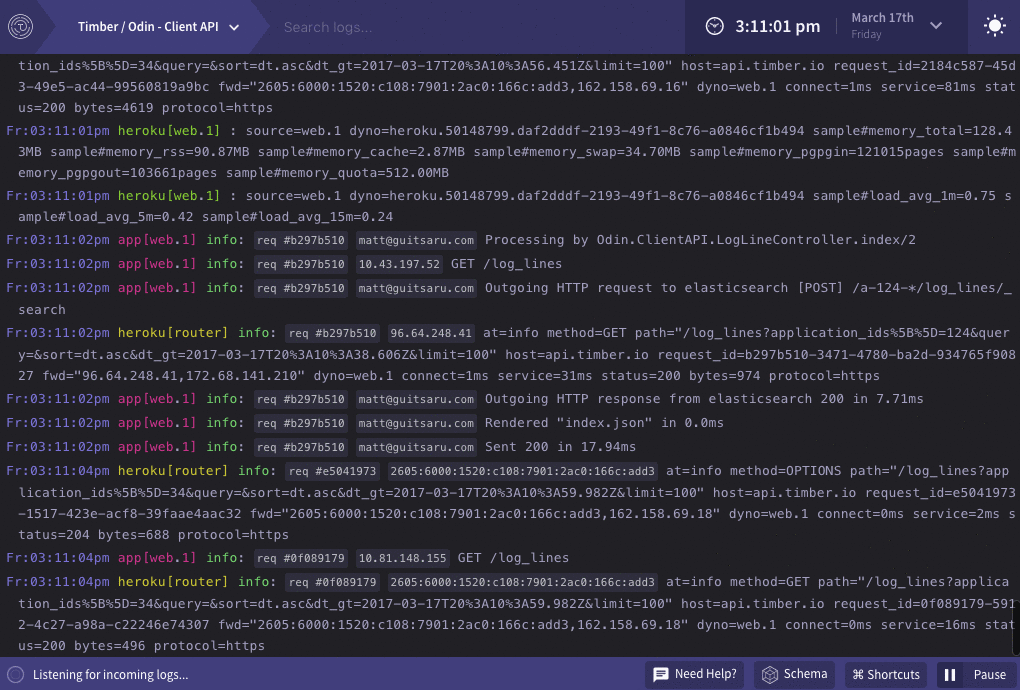 Timber / Odin - Client API
Search logs...
3:11:01 pm
March 17th
Friday
tion_ids%5B%5D=34&query=&sort=dt.asc&dt_gt=2017-03-17T20%3A10%3A56.451Z&limit=100" host=api.timber.io request_id=2184c587-45d
3-49e5-ac44-99560819a9bc fwd="2605:6000:1520:c108:7901:2ac0:166c:add3,162.158.69.16" dyno=web.1 connect=1ms service=81ms stat
us=200 bytes=4619 protocol=https
Fr:03:11:01pm heroku[web.1] : source=web.1 dyno=heroku.50148799.daf2dddf-2193-49f1-8c76-a0846cf1b494 sample#memory_total=128.4
3MB sample#memory_rss=90.87MB sample#memory_cache=2.87MB sample#memory_swap=34.70MB sample#memory_pgpgin=121015pages sample#m
emory_pgpgout=103661pages sample#memory_quota=512.00MB
Fr:03:11:01pm heroku[web.1] : source=web.1 dyno=heroku.50148799.daf2dddf-2193-49f1-8c76-a0846cf1b494 sample#load_avg_1m=0.75 s
ample#load_avg_5m=0.42 sample#load_avg_15m=0.24
Fr:03:11:02pm app[web.1] info: req #b297b510 matt@guitsaru.com Processing by Odin.ClientAPI.LogLineController.index/2
Fr:03:11:02pm app[web.1] info: req #b297b510 10.43.197.52 GET /log_lines
Fr:03:11:02pm app[web.1] info: req #b297b510 matt@guitsaru.com Outgoing HTTP request to elasticsearch [POST] /a-124-*/log_lines/_
search
Fr:03:11:02pm heroku[router] info: req #b297b510 96.64.248.41 at=info method=GET path="/log_lines?application_ids%5B%5D=124&quer
y=&sort=dt.asc&dt_gt=2017-03-17T20%3A10%3A38.606Z&limit=100" host=api.timber.io request_id=b297b510-3471-4780-ba2d-934765f908
27 fwd="96.64.248.41,172.68.141.210" dyno=web.1 connect=1ms service=31ms status=200 bytes=974 protocol=https
Fr:03:11:02pm app[web.1] info: req #b297b510 matt@guitsaru.com Outgoing HTTP response from elasticsearch 200 in 7.71ms
Fr:03:11:02pm app[web.1] info: req #b297b510 matt@guitsaru.com Rendered "index.json" in 0.0ms
Fr:03:11:02pm app[web.1] info: req #b297b510 matt@guitsaru.com Sent 200 in 17.94ms
Fr:03:11:04pm heroku[router] info: req #e5041973 2605:6000:1520:c108:7901:2ac0:166c:add3 at=info method=OPTIONS path="/log_lines?app
lication_ids%5B%5D=34&query=&sort=dt.asc&dt_gt=2017-03-17T20%3A10%3A59.982Z&limit=100" host=api.timber.io request_id=e5041973
-1517-423e-acf8-39faae4aac32 fwd="2605:6000:1520:c108:7901:2ac0:166c:add3,162.158.69.18" dyno=web.1 connect=0ms service=2ms s
tatus=204 bytes=688 protocol=https
Fr:03:11:04pm app[web.1] info: req #0f089179 10.81.148.155 GET /log_lines
Fr:03:11:04pm heroku[router] info: req #0f089179 2605:6000:1520:c108:7901:2ac0:166c:add3 at=info method=GET path="/log_lines?applica
tion_ids%5B%5D=34&query=&sort=dt.asc&dt_gt=2017-03-17T20%3A10%3A59.982Z&limit=100" host=api.timber.io request_id=0f089179-591
2-4c27-a98a-c22246e74307 fwd="2605:6000:1520:c108:7901:2ac0:166c:add3,162.158.69.18" dyno=web.1 connect=0ms service=16ms stat
us=200 bytes=496 protocol=https
Listening for incoming logs...
Need Help?
Schema
⌘ Shortcuts
Pause